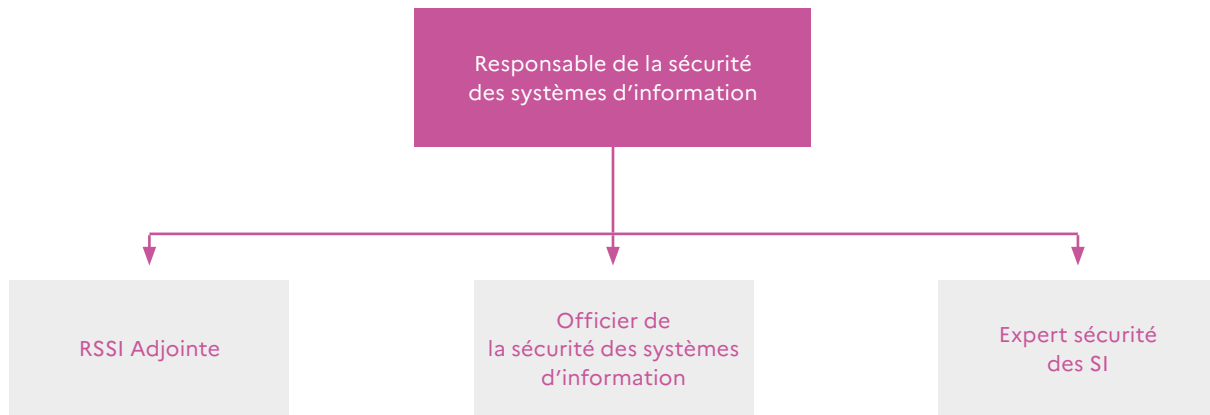 Responsable de la sécurité
des systèmes d’information
RSSI Adjointe
Officier de
la sécurité des systèmes
d’information
Expert sécurité
des SI